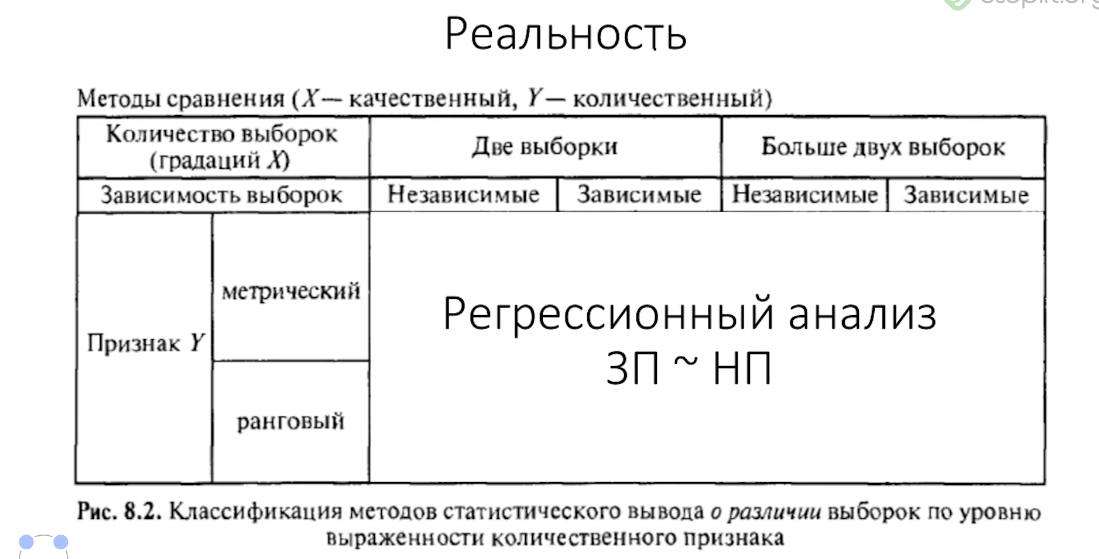 Реальность
Методы сравнения (X— качественный, Y— количественный)
Количество выборок
(градаций X)
Две выборки
Больше двух выборок
Зависимость выборок
Независимые
Зависимые
Независимые
Зависимые
Признак Y
метрический
ранговый
Регрессионный анализ
ЗП ~ НП
Рис. 8.2. Классификация методов статистического вывода о различии выборок по уровню
выраженности количественного признака